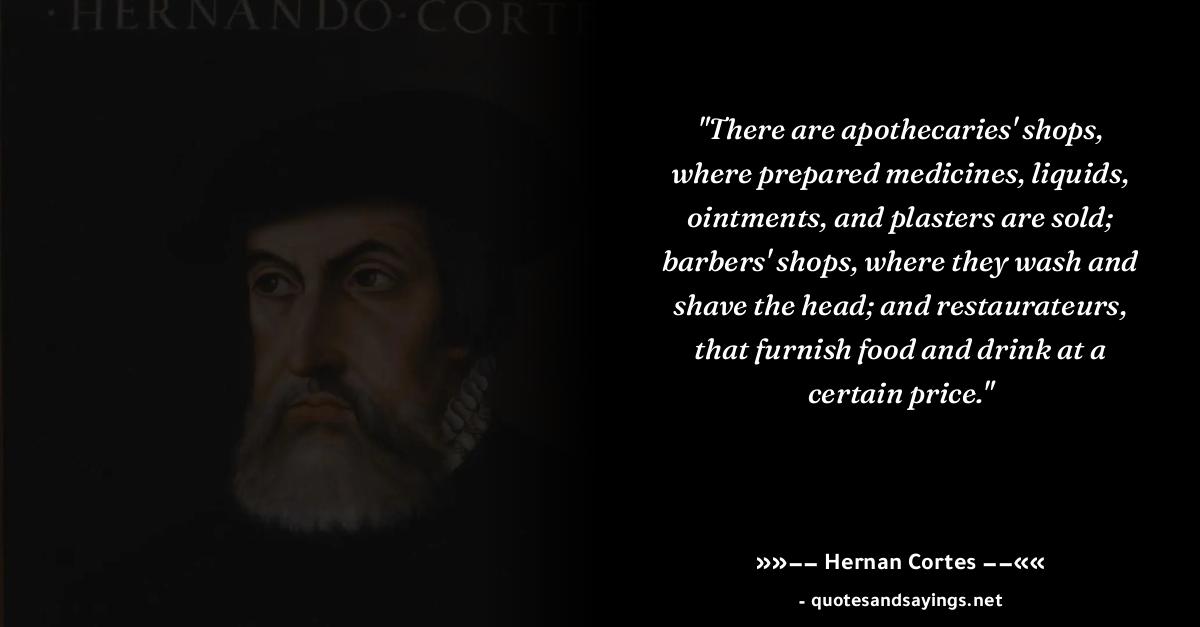 · HERNANDO · CORTE
"There are apothecaries' shops,
where prepared medicines, liquids,
ointments, and plasters are sold;
barbers' shops, where they wash and
shave the head; and restaurateurs,
that furnish food and drink at a
certain price."
»»–– Hernan Cortes ––««
- quotesandsayings.net